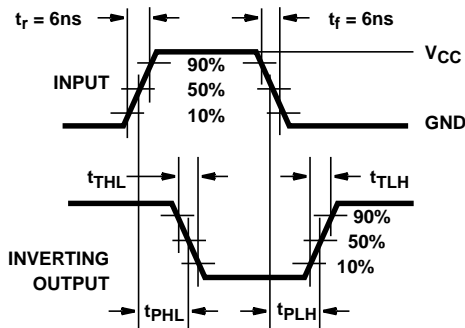 tr = 6ns
tf = 6ns
VCC
90%
INPUT
50%
10%
GND
tTHL
tTLH
90%
50%
INVERTING
OUTPUT
10%
tPHL
tPLH